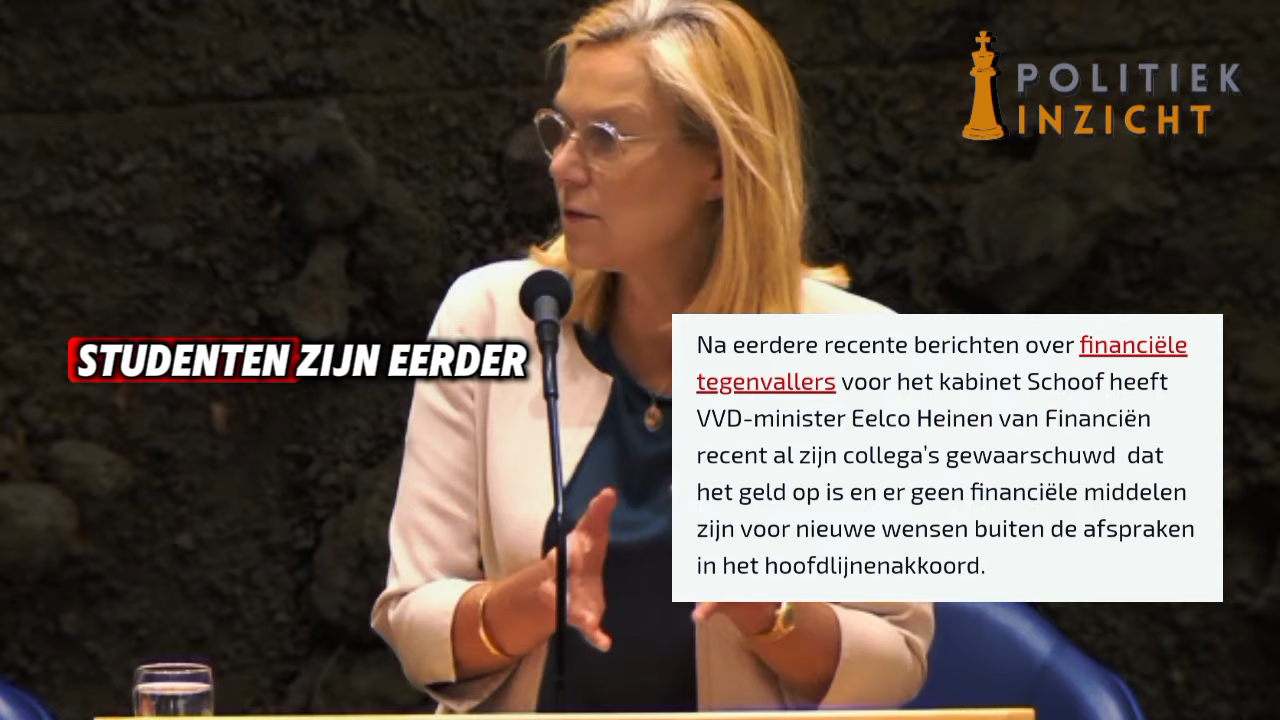 POLITIEK
INZICHT
STUDENTEN ZIJN EERDER
Na eerdere recente berichten over financiële
tegenvallers voor het kabinet Schoof heeft
VVD-minister Eelco Heinen van Financiën
recent al zijn collega's gewaarschuwd  dat
het geld op is en er geen financiële middelen
zijn voor nieuwe wensen buiten de afspraken
in het hoofdlijnenakkoord.